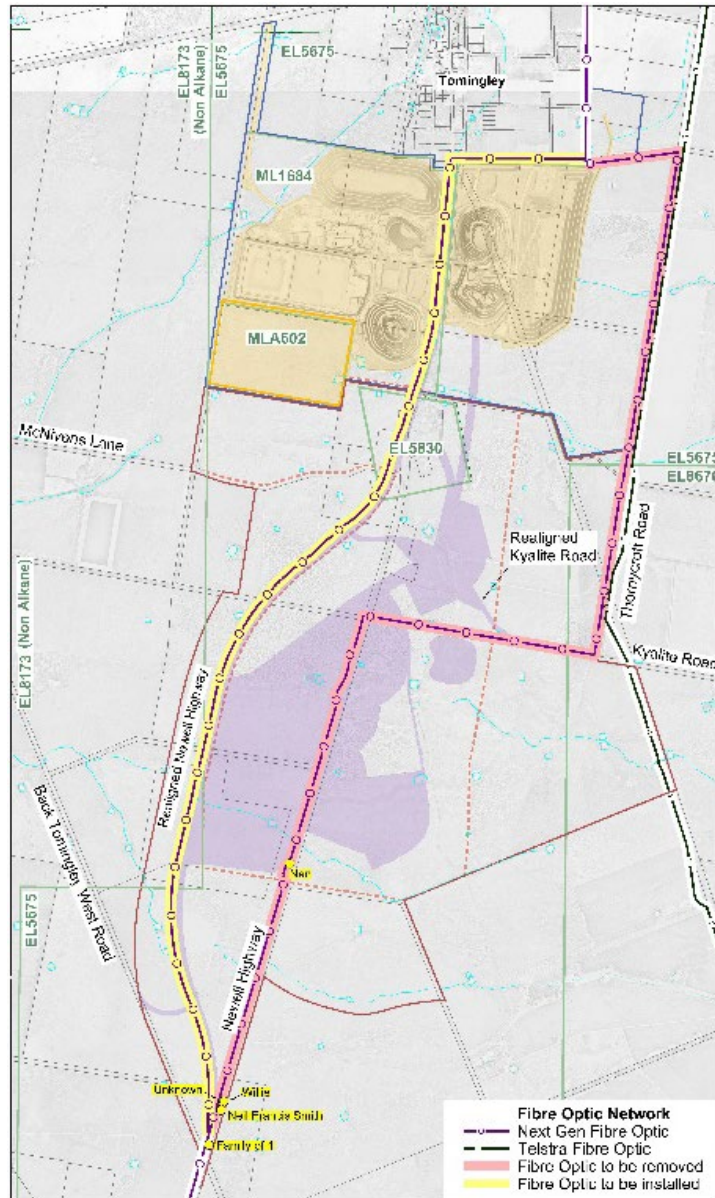 EL8173
(Non Alkane)
EL5675
EL5675
Tomingley
ML1684
MLA502
McNivens Lane
EL5830
EL5675
EL8676
Realigned
Kyalite Road
Thornycroft Road
Kyalite Road
EL8173 (Non Alkane)
Realigned Newell Highway
Back Tomingley West Road
EL5675
Newell Highway
Unknown
Neil Francis Smith
Family of 1
Fibre Optic Network
Next Gen Fibre Optic
Telstra Fibre Optic
Fibre Optic to be removed
Fibre Optic to be installed